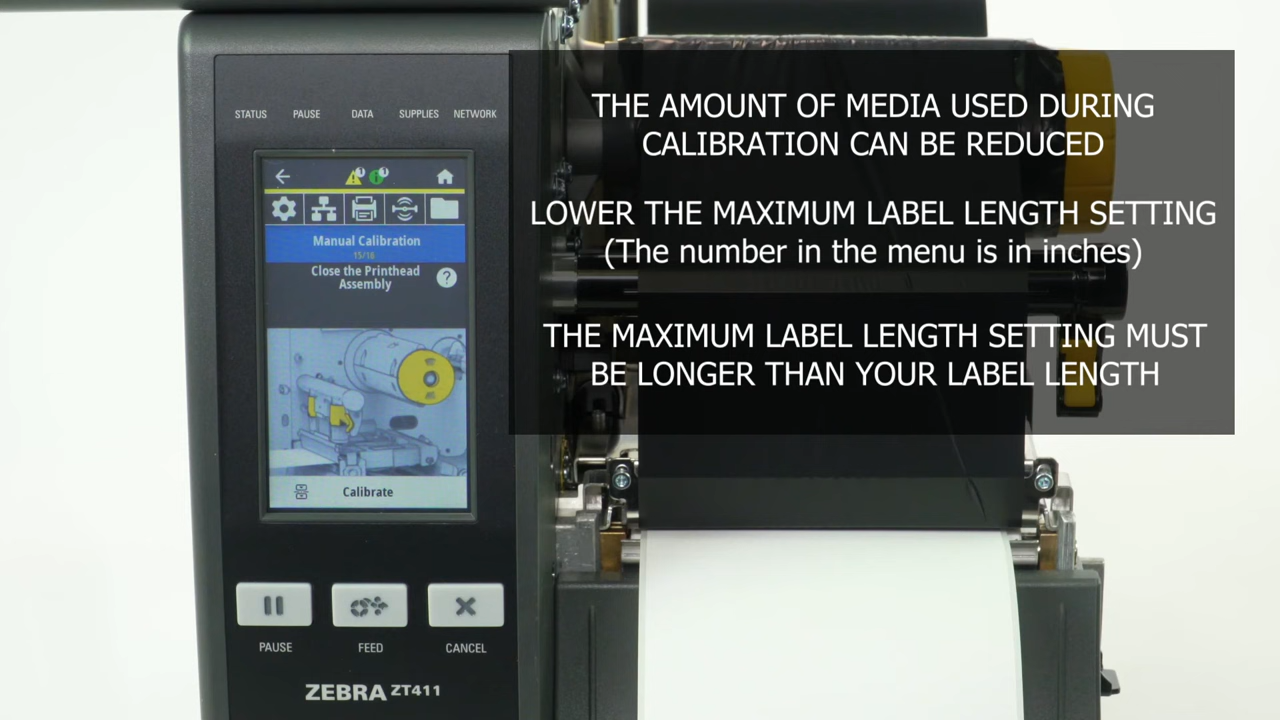 THE AMOUNT OF MEDIA USED DURING
CALIBRATION CAN BE REDUCED
LOWER THE MAXIMUM LABEL LENGTH SETTING
(The number in the menu is in inches)
THE MAXIMUM LABEL LENGTH SETTING MUST
BE LONGER THAN YOUR LABEL LENGTH
STATUS PAUSE DATA SUPPLIES NETWORK
Manual Calibration
15/18
Close the Printhead
Assembly
?
Calibrate
PAUSE FEED CANCEL
ZEBRA ZT411